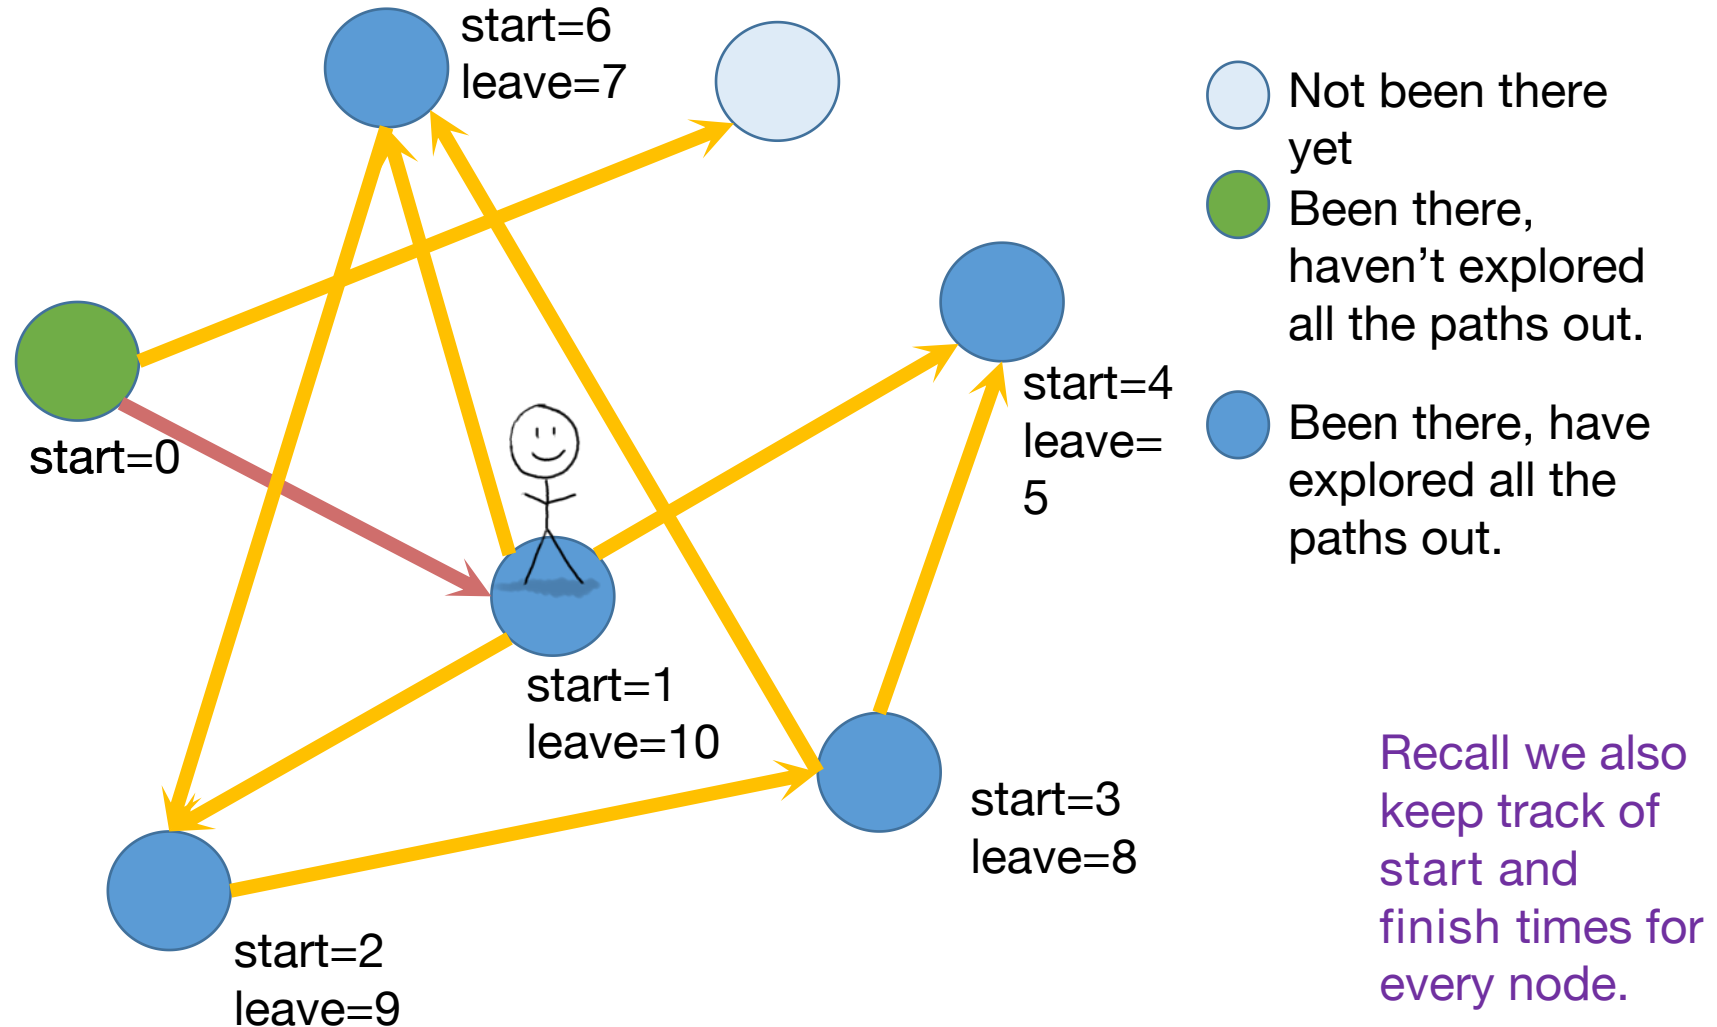 start=6
leave=7
Not been there
yet
Been there,
haven’t explored
all the paths out.
start=4
leave=
5
Been there, have
explored all the
paths out.
start=0
start=1
leave=10
start=3
leave=8
Recall we also
keep track of
start and
finish times for
every node.
start=2
leave=9